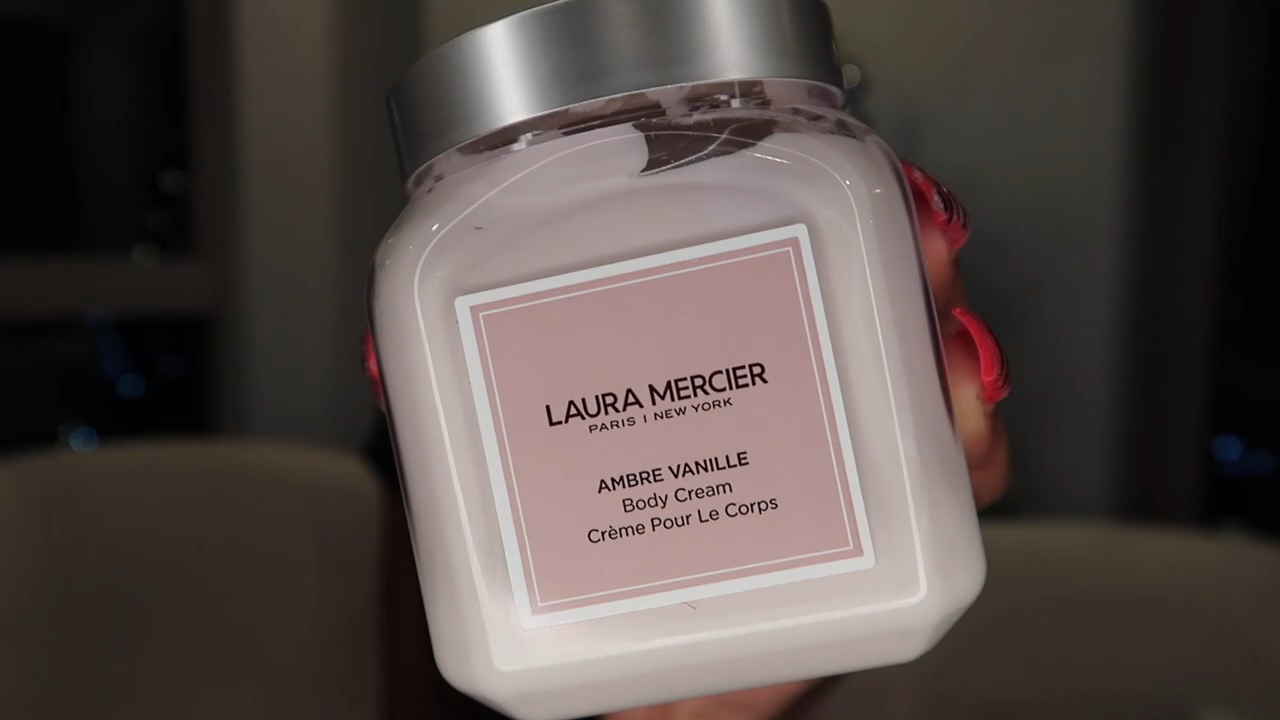 LAURA MERCIER
PARIS | NEW YORK
AMBRE VANILLE
Body Cream
Crème Pour Le Corps